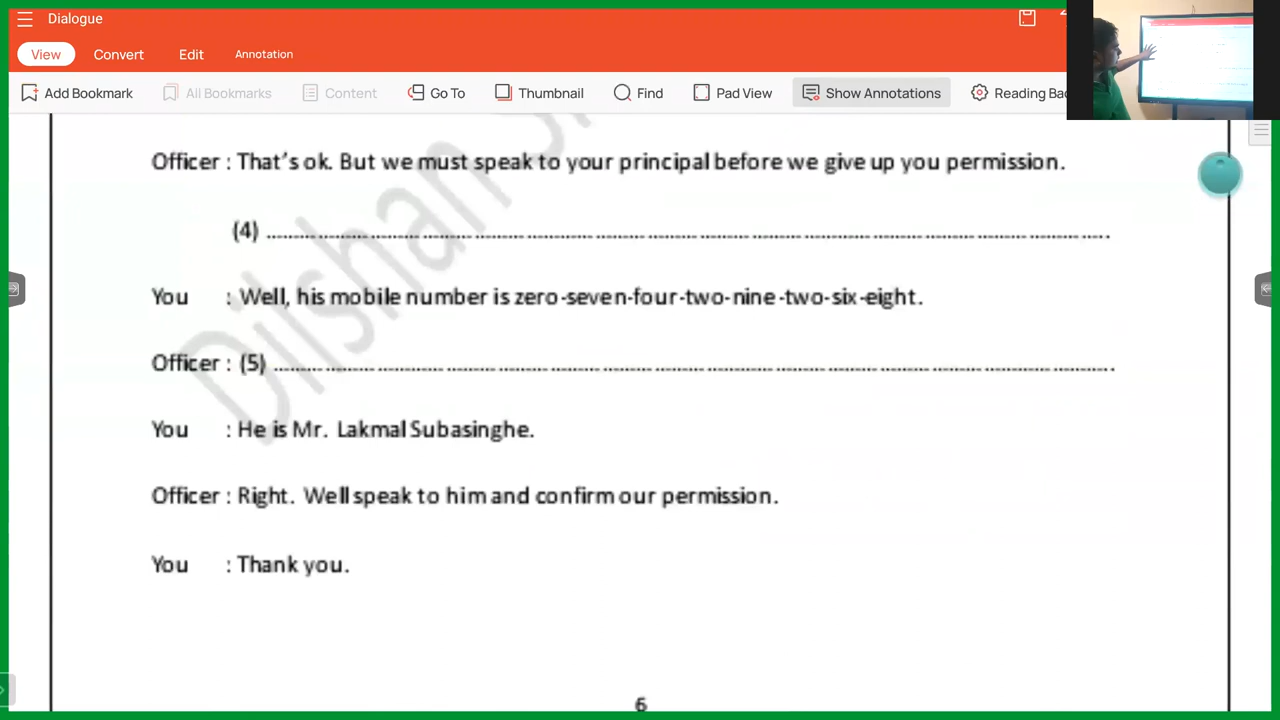 Dialogue
View Convert Edit Annotation
Add Bookmark All Bookmarks Content Go To Thumbnail Find Pad View Show Annotations Reading
Officer : That's ok. But we must speak to your principal before we give up you permission.
(4) ........................................................................
You : Well, his mobile number is zero -seven-four-two-nine -two-six -eight.
Officer : (5) ........................................................................
You : He is Mr. Lakmal Subasinghe.
Officer : Right. Well speak to him and confirm our permission.
You : Thank you.
Dilshan
6